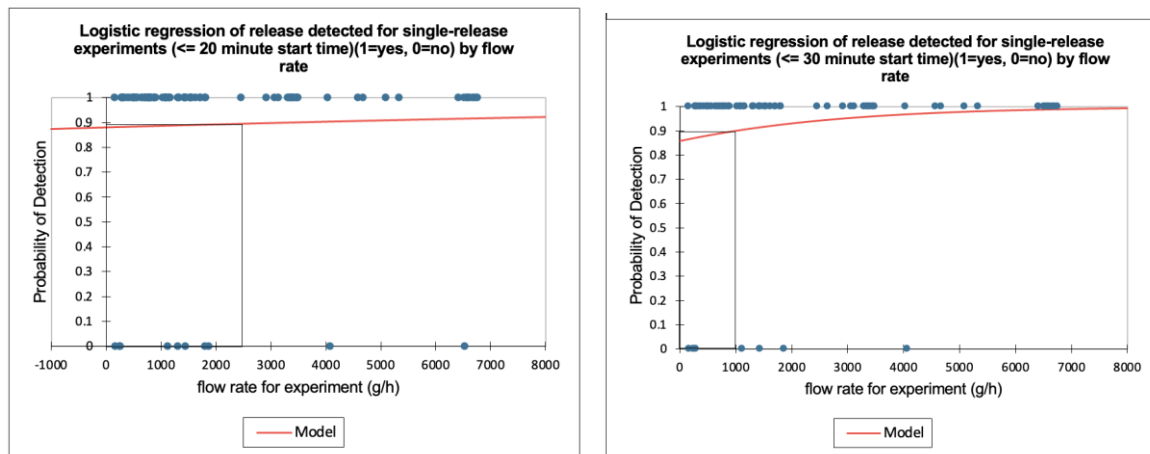 Logistic regression of release detected for single-release
experiments (<= 20 minute start time)(1=yes, 0=no) by flow
rate
1
0.9
0.8
0.7
0.6
0.5
0.4
0.3
0.2
0.1
0
Probability of Detection
-1000 0 1000 2000 3000 4000 5000 6000 7000 8000
flow rate for experiment (g/h)
Model
Logistic regression of release detected for single-release
experiments (<= 30 minute start time)(1=yes, 0=no) by flow
rate
1
0.9
0.8
0.7
0.6
0.5
0.4
0.3
0.2
0.1
0
Probability of Detection
0 1000 2000 3000 4000 5000 6000 7000 8000
flow rate for experiment (g/h)
Model